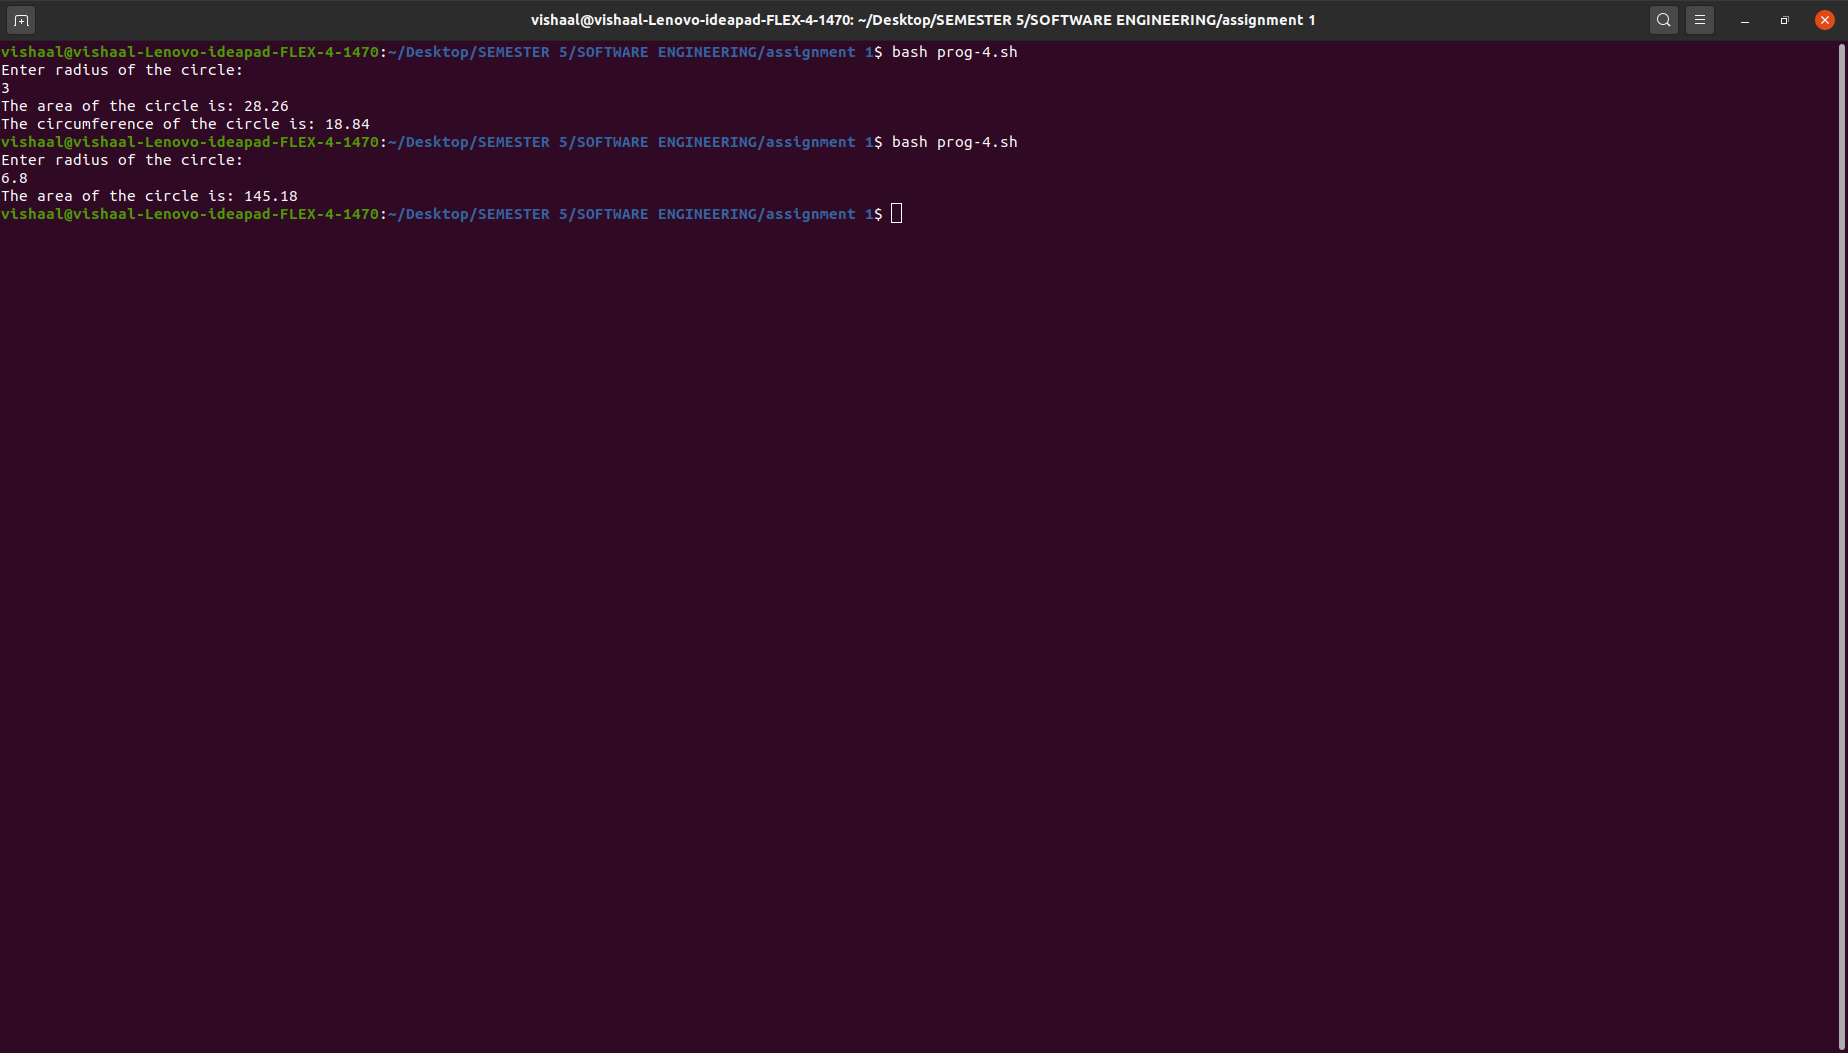 vishaal@vishaal-Lenovo-ideapad-FLEX-4-1470: ~/Desktop/SEMESTER 5/SOFTWARE ENGINEERING/assignment 1
vishaal@vishaal-Lenovo-ideapad-FLEX-4-1470:~/Desktop/SEMESTER 5/SOFTWARE ENGINEERING/assignment 1$ bash prog-4.sh
Enter radius of the circle:
3
The area of the circle is: 28.26
The circumference of the circle is: 18.84
vishaal@vishaal-Lenovo-ideapad-FLEX-4-1470:~/Desktop/SEMESTER 5/SOFTWARE ENGINEERING/assignment 1$ bash prog-4.sh
Enter radius of the circle:
6.8
The area of the circle is: 145.18
vishaal@vishaal-Lenovo-ideapad-FLEX-4-1470:~/Desktop/SEMESTER 5/SOFTWARE ENGINEERING/assignment 1$